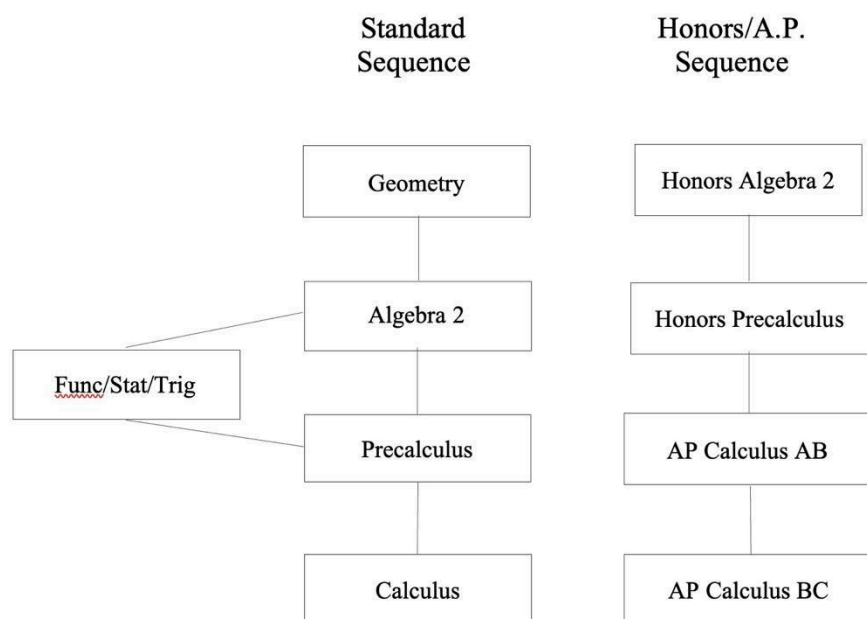 Standard
Sequence
Honors/A.P.
Sequence
Geometry
Honors Algebra 2
Algebra 2
Honors Precalculus
Func/Stat/Trig
Precalculus
AP Calculus AB
Calculus
AP Calculus BC